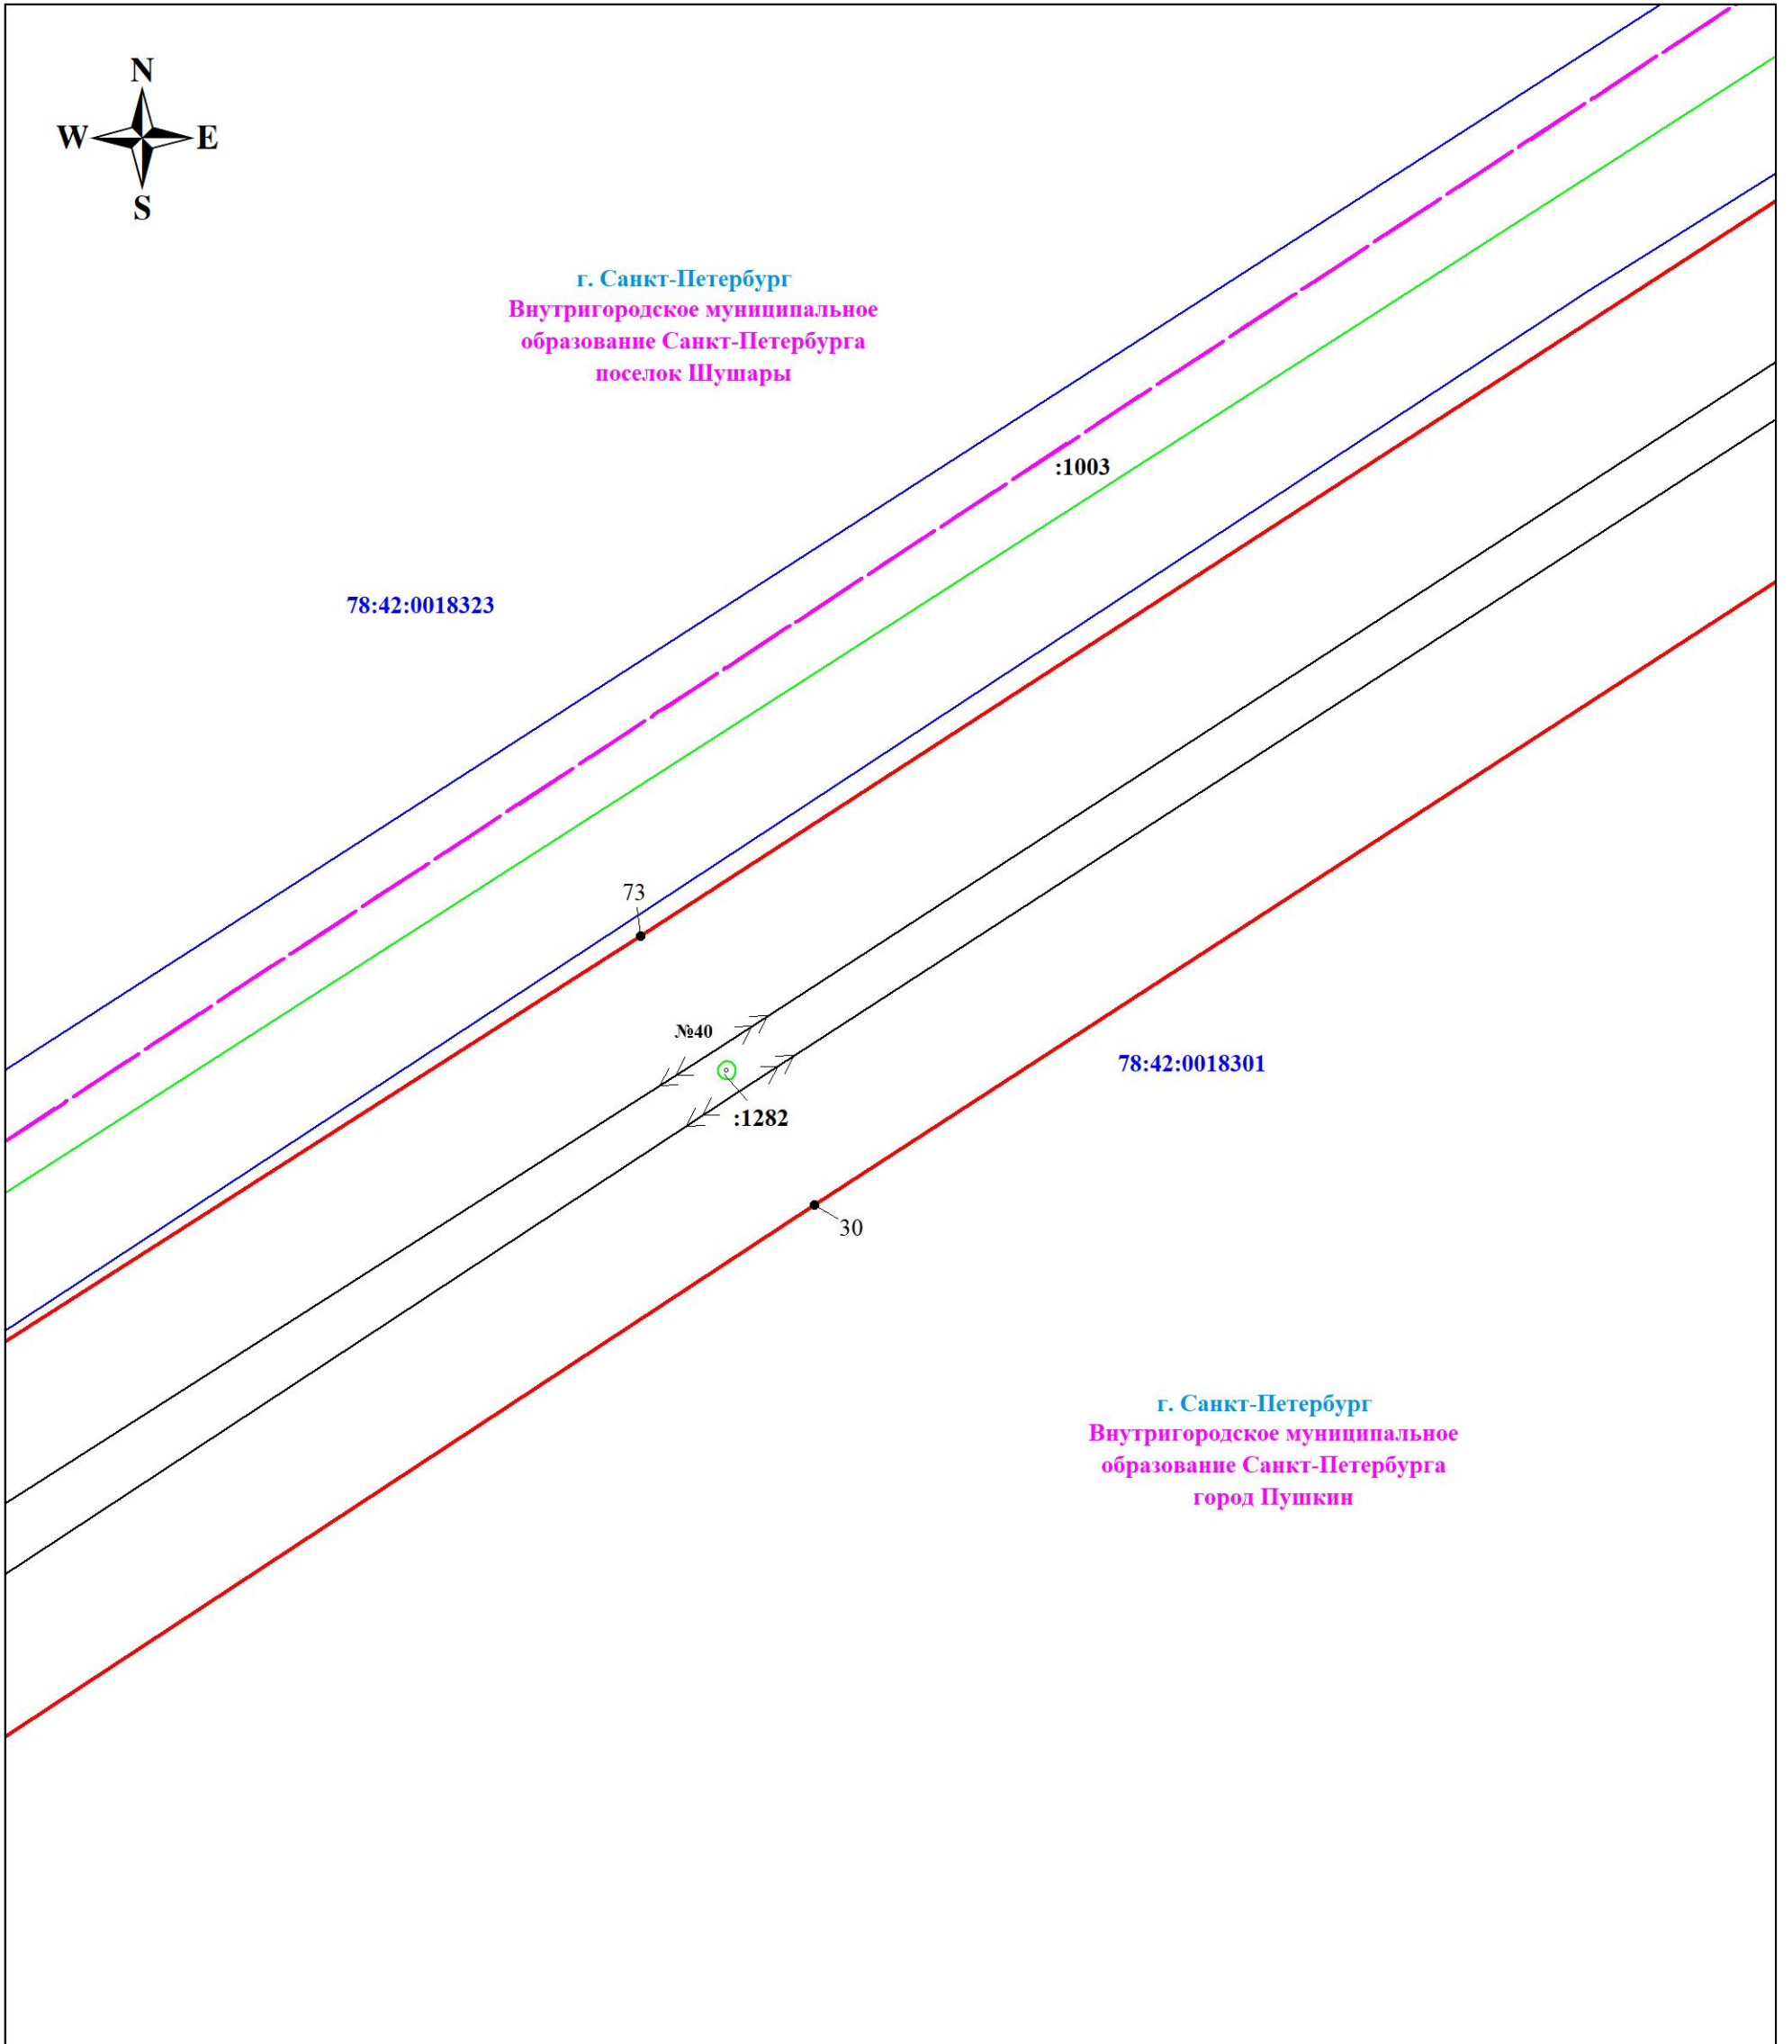 N
W E
S
г. Санкт-Петербург
Внутригородское муниципальное
образование Санкт-Петербурга
поселок Шушары
:1003
78:42:0018323
73
№40
78:42:0018301
:1282
30
г. Санкт-Петербург
Внутригородское муниципальное
образование Санкт-Петербурга
город Пушкин